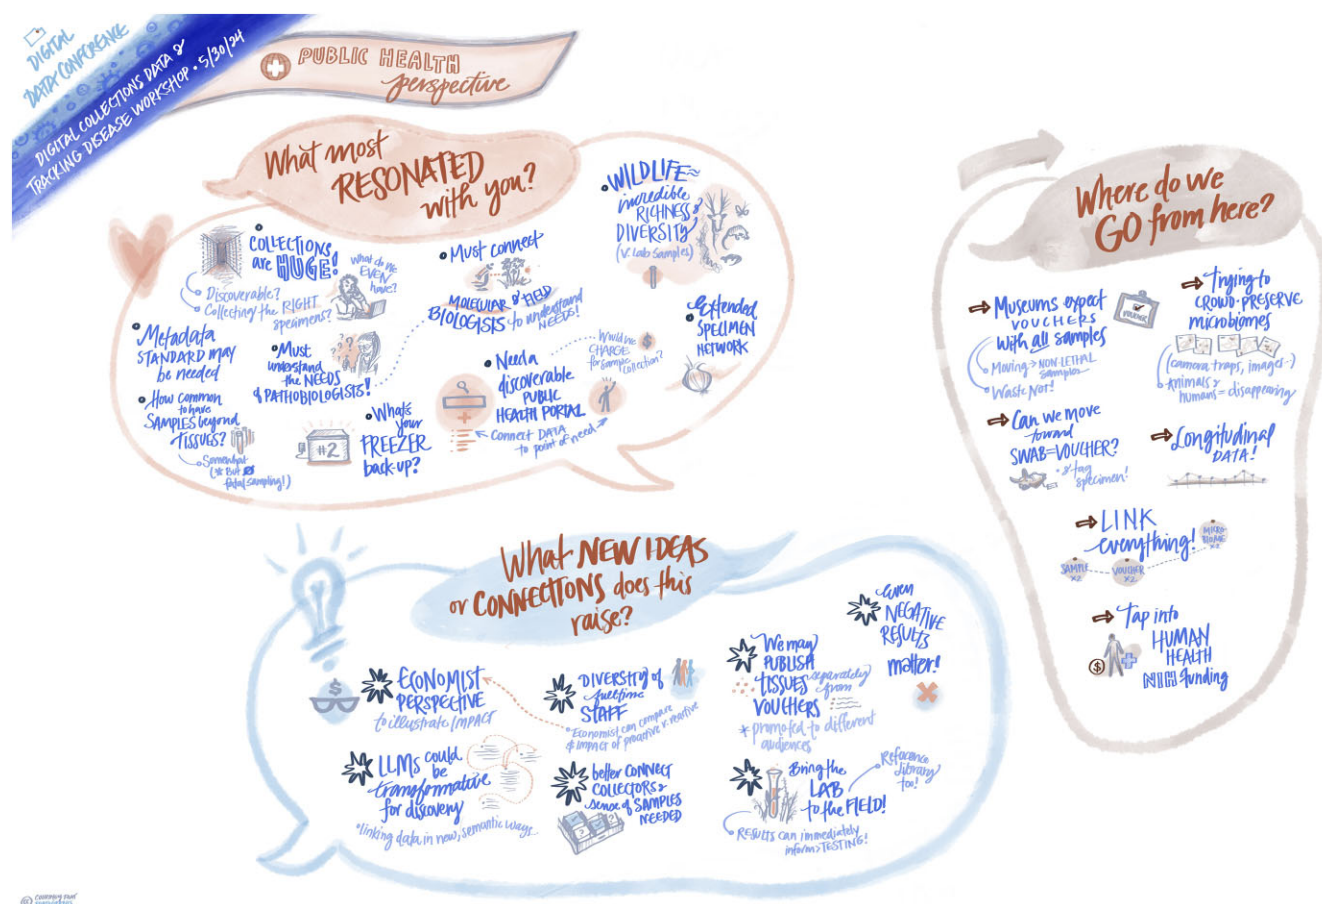 DIGITAL
DATA CONFERENCE
DIGITAL COLLECTIONS DATA &
TRACKING DISEASE WORKSHOP • 5/30/24
PUBLIC HEALTH
perspective
What most
RESONATED
with you?
• COLLECTIONS
are HUGE!
Discoverable?
Collecting the RIGHT
specimens?
What do we
EVEN
have?
• Metadata
STANDARD may
be needed
• How common
to have
SAMPLES beyond
TISSUES?
Somewhat
fatal sampling!)
• Must
understand
the NEEDS
of PATHOBIOLOGISTS!
• Must connect
MOLECULAR & FIELD
BIOLOGISTS to understand
NEEDS!
• What's
your
FREEZER
back-up?
#2
• Need a
discoverable
PUBLIC
HEALTH PORTAL
Connect DATA
to point of need
Would we
CHARGE
for sample
collection?
$
• WILDLIFE =
incredible
RICHNESS &
DIVERSITY
(v. Lab Samples)
• Extended
SPECIMEN
NETWORK
What NEW IDEAS
or CONNECTIONS does this
raise?
$
ECONOMIST
PERSPECTIVE
to illustrate IMPACT
LLMs could
be
transformative
for discovery
*linking data in new, semantic ways...
DIVERSITY of
fulltime
STAFF
• Economist can compare
IMPACT of proactive v. reactive
better CONNECT
COLLECTORS &
sense of SAMPLES
NEEDED
We may
PUBLISH
TISSUES separately
from
VOUCHERS
* promoted to different
audiences
Bring the
LAB
to the FIELD!
Reference
Library
too!
RESULTS can immediately
inform > TESTING!
even
NEGATIVE
RESULTS
matter!
Where do we
GO from here?
→ Museums expect
VOUCHERS
with all samples
VOUCHER
Moving > NON-LETHAL
samples
Waste Not!
→ Trying to
CROWD-PRESERVE
microbiomes
(camera traps, images...)
Animals &
humans = disappearing
→ Can we move
toward
SWAB=VOUCHER?
• & tag
specimen!
→ Longitudinal
DATA!
→ LINK
everything!
SAMPLE
X2
VOUCHER
X2
MICRO-
BIOME
X2
→ Tap into
HUMAN
HEALTH
NIH funding
$